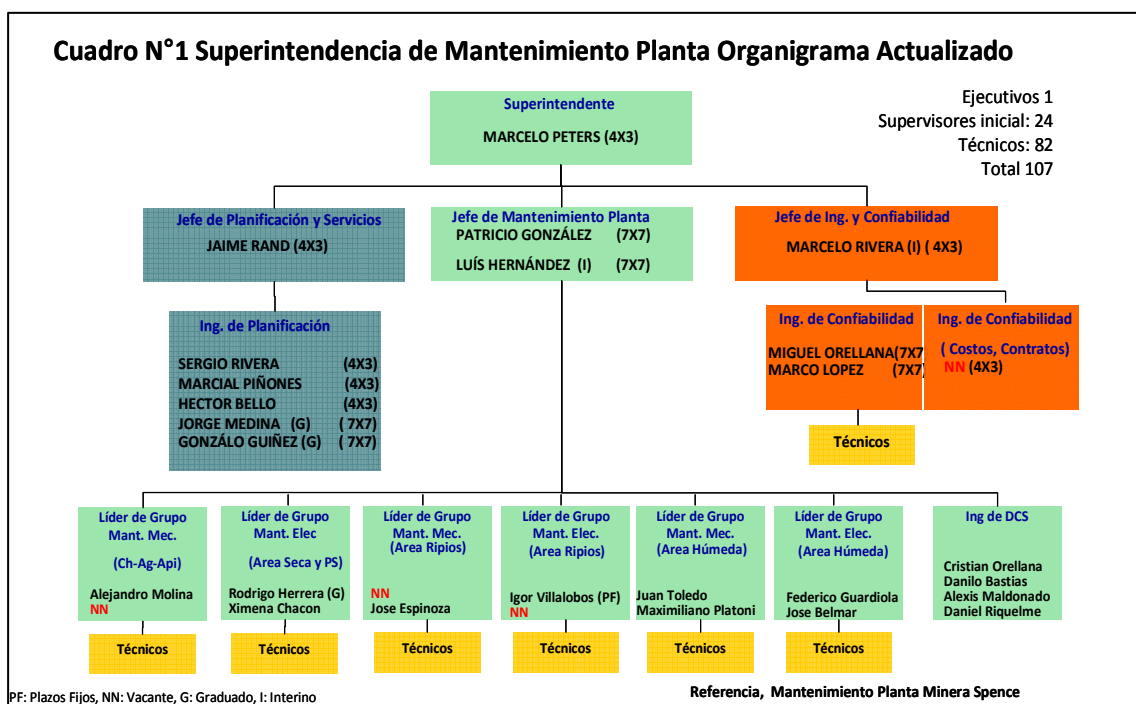 Cuadro N°1 Superintendencia de Mantenimiento Planta Organigrama Actualizado
Ejecutivos 1
Supervisores inicial: 24
Técnicos: 82
Total 107
Superintendente
MARCELO PETERS (4X3)
Jefe de Planificación y Servicios
JAIME RAND (4X3)
Jefe de Mantenimiento Planta
PATRICIO GONZÁLEZ (7X7)
LUÍS HERNÁNDEZ (I) (7X7)
Jefe de Ing. y Confiabilidad
MARCELO RIVERA (I) ( 4X3)
Ing. de Planificación
SERGIO RIVERA (4X3)
MARCIAL PIÑONES (4X3)
HECTOR BELLO (4X3)
JORGE MEDINA (G) ( 7X7)
GONZÁLO GUIÑEZ (G) ( 7X7)
Ing. de Confiabilidad
MIGUEL ORELLANA(7X7
MARCO LOPEZ (7X7)
Ing. de Confiabilidad
( Costos, Contratos)
NN (4X3)
Técnicos
Líder de Grupo
Mant. Mec.
(Ch-Ag-Api)
Alejandro Molina
NN
Técnicos
Líder de Grupo
Mant. Elec
(Area Seca y PS)
Rodrigo Herrera (G)
Ximena Chacon
Técnicos
Líder de Grupo
Mant. Mec.
(Area Ripios)
NN
Jose Espinoza
Técnicos
Líder de Grupo
Mant. Elec.
(Area Ripios)
Igor Villalobos (PF)
NN
Técnicos
Líder de Grupo
Mant. Mec.
(Area Húmeda)
Juan Toledo
Maximiliano Platoni
Técnicos
Líder de Grupo
Mant. Elec.
(Area Húmeda)
Federico Guardiola
Jose Belmar
Técnicos
Ing de DCS
Cristian Orellana
Danilo Bastias
Alexis Maldonado
Daniel Riquelme
PF: Plazos Fijos, NN: Vacante, G: Graduado, I: Interino
Referencia, Mantenimiento Planta Minera Spence